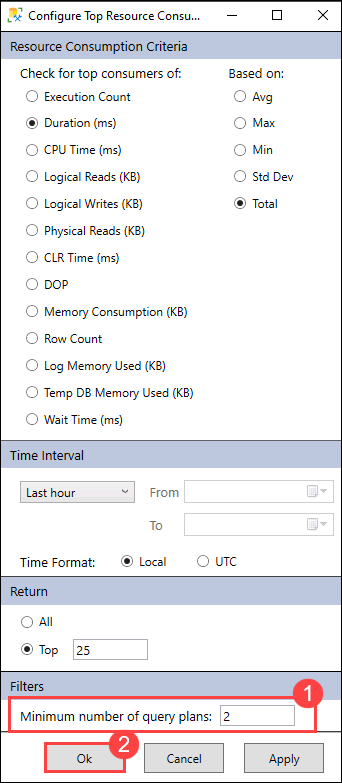 Configure Top Resource Consu...
Resource Consumption Criteria
Check for top consumers of:
Based on:
Execution Count
Avg
Duration (ms)
Max
CPU Time (ms)
Min
Logical Reads (KB)
Std Dev
Logical Writes (KB)
Total
Physical Reads (KB)
CLR Time (ms)
DOP
Memory Consumption (KB)
Row Count
Log Memory Used (KB)
Temp DB Memory Used (KB)
Wait Time (ms)
Time Interval
Last hour
From
To
Time Format:
Local
UTC
Return
All
Top 25
Filters
1
Minimum number of query plans: 2
2
Ok
Cancel
Apply